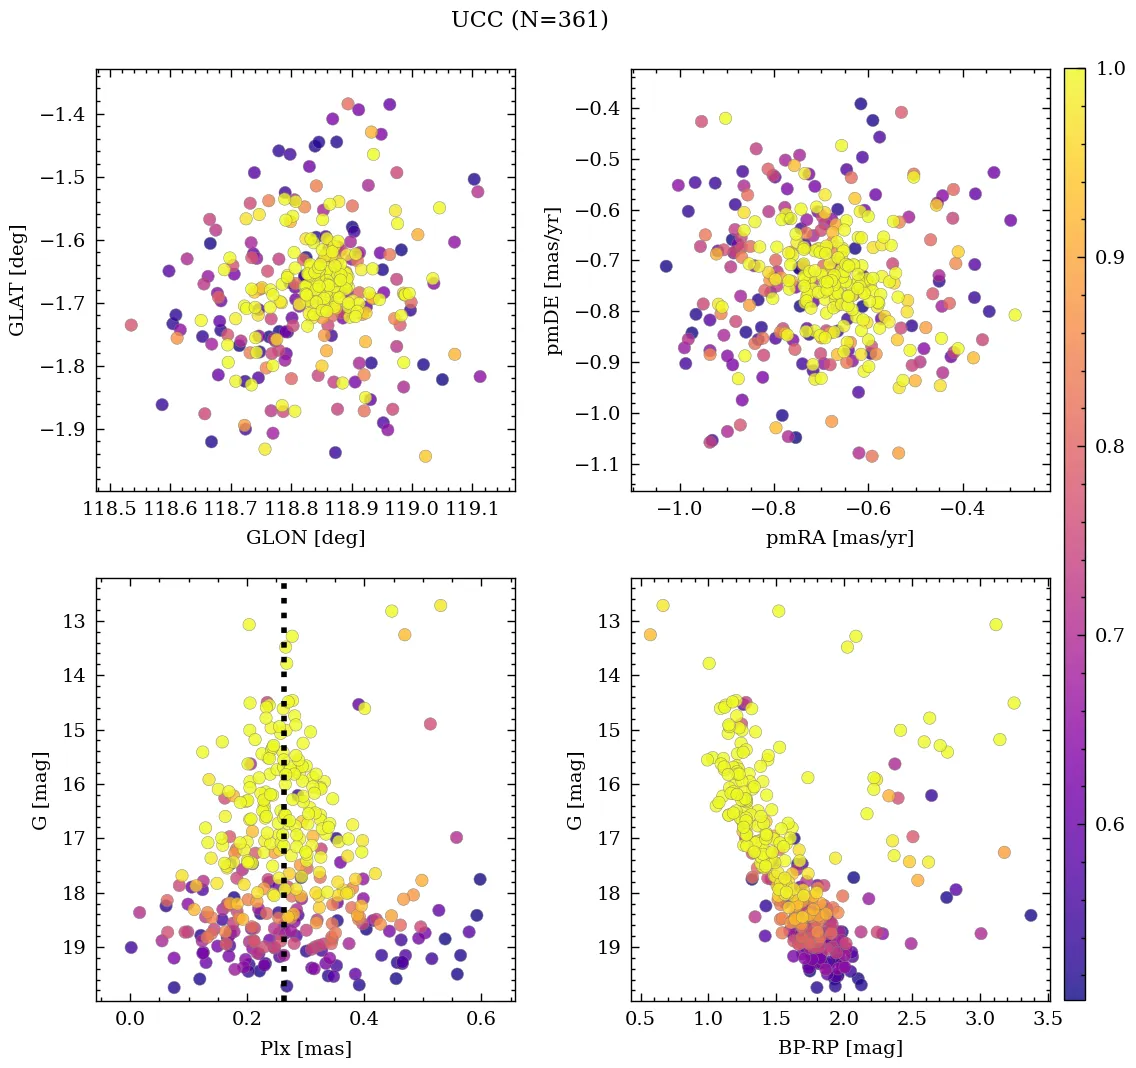 UCC (N=361)
−1.4
−1.5
−1.6
−1.7
−1.8
−1.9
GLAT [deg]
118.5 118.6 118.7 118.8 118.9 119.0 119.1
GLON [deg]
−0.4
−0.5
−0.6
−0.7
−0.8
−0.9
−1.0
−1.1
pmDE [mas/yr]
−1.0 −0.8 −0.6 −0.4
pmRA [mas/yr]
1.0
0.9
0.8
0.7
0.6
13
14
15
16
17
18
19
G [mag]
0.0 0.2 0.4 0.6
Plx [mas]
13
14
15
16
17
18
19
G [mag]
0.5 1.0 1.5 2.0 2.5 3.0 3.5
BP-RP [mag]